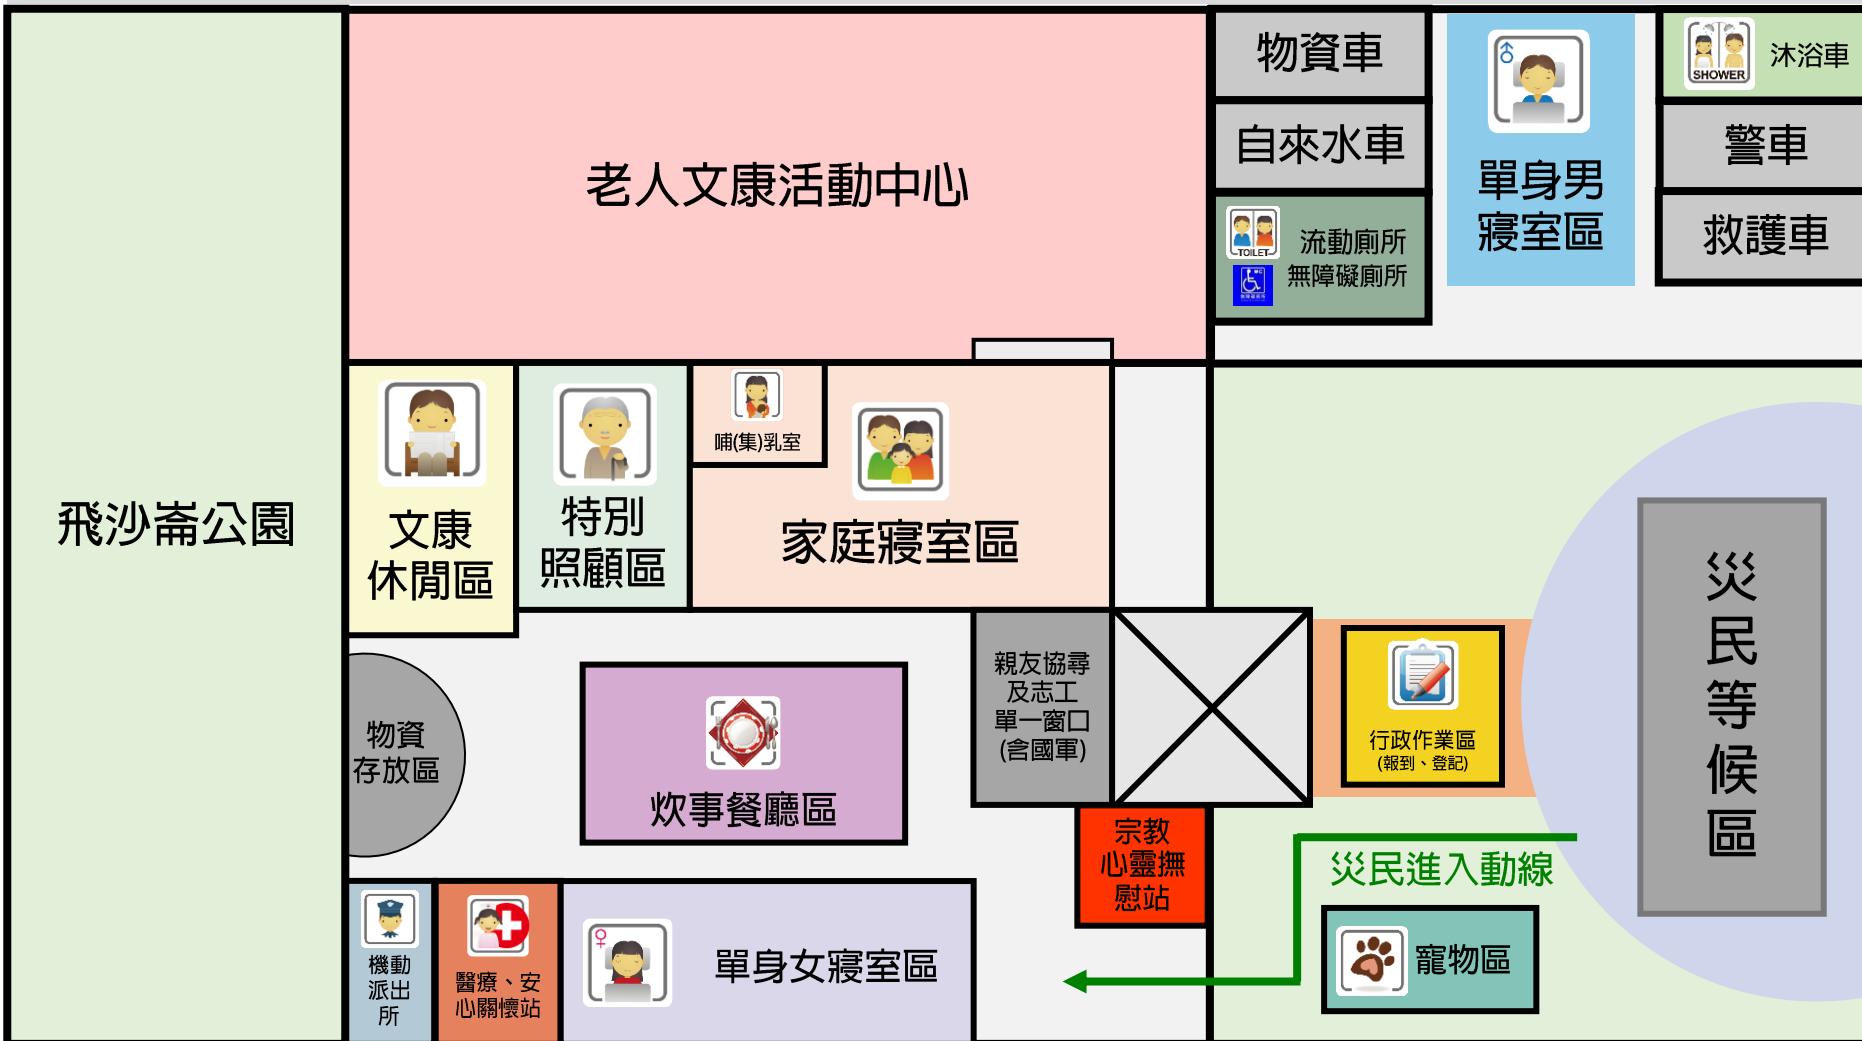 飛沙崙公園
老人文康活動中心
物資車
自來水車
TOILET
流動廁所
無障礙廁所
單身男
寢室區
SHOWER
沐浴車
警車
救護車
文康
休閒區
特別
照顧區
哺(集)乳室
家庭寢室區
物資
存放區
炊事餐廳區
親友協尋
及志工
單一窗口
(含國軍)
行政作業區
(報到、登記)
災
民
等
候
區
宗教
心靈撫
慰站
災民進入動線
寵物區
機動
派出
所
醫療、安
心關懷站
單身女寢室區